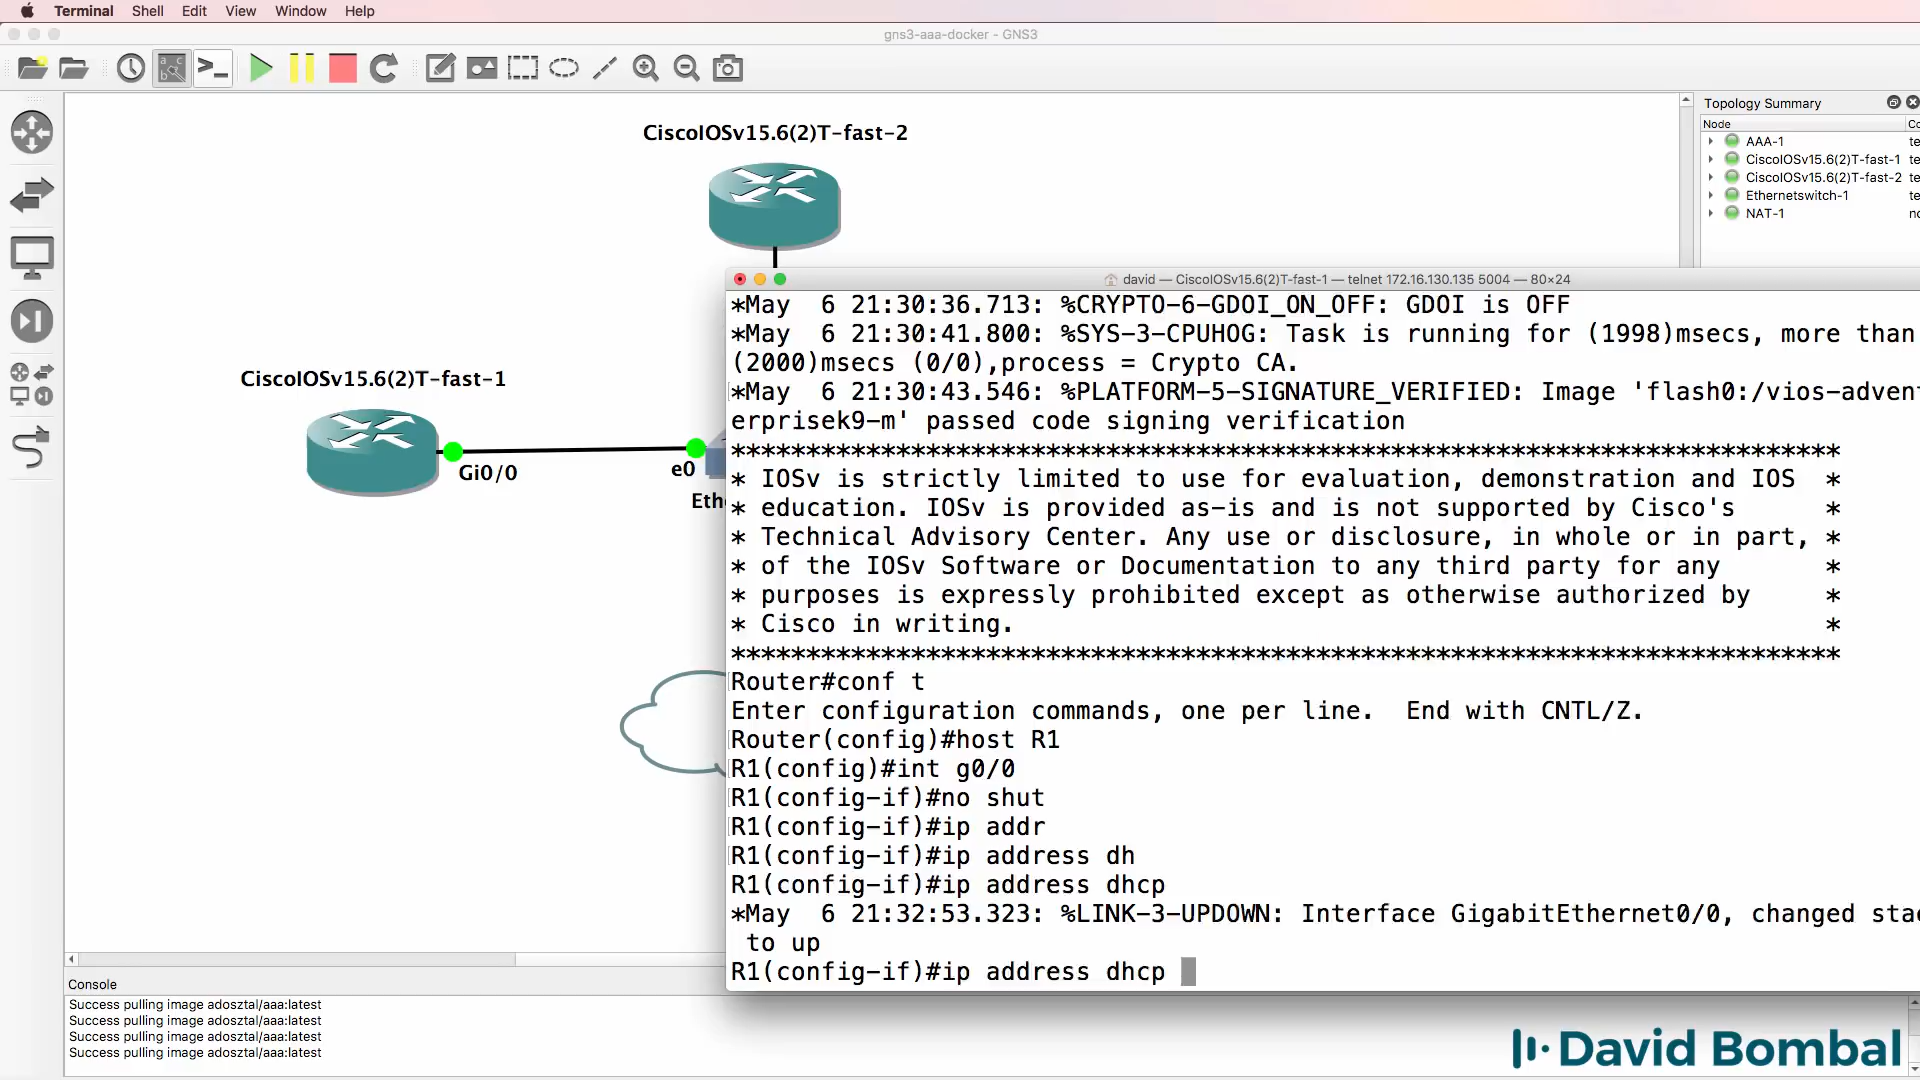 Terminal Shell Edit View Window Help
gns3-aaa-docker - GNS3
CiscoIOSv15.6(2)T-fast-2
CiscoIOSv15.6(2)T-fast-1
Gi0/0
e0
Eth
Topology Summary
Node Co
AAA-1 te
CiscoIOSv15.6(2)T-fast-1 te
CiscoIOSv15.6(2)T-fast-2 te
Ethernetswitch-1 te
NAT-1 no
david — CiscoIOSv15.6(2)T-fast-1 — telnet 172.16.130.135 5004 — 80×24
*May  6 21:30:36.713: %CRYPTO-6-GDOI_ON_OFF: GDOI is OFF
*May  6 21:30:41.800: %SYS-3-CPUHOG: Task is running for (1998)msecs, more than
(2000)msecs (0/0),process = Crypto CA.
*May  6 21:30:43.546: %PLATFORM-5-SIGNATURE_VERIFIED: Image 'flash0:/vios-advent
erprisek9-m' passed code signing verification
**************************************************************************
* IOSv is strictly limited to use for evaluation, demonstration and IOS  *
* education. IOSv is provided as-is and is not supported by Cisco's      *
* Technical Advisory Center. Any use or disclosure, in whole or in part, *
* of the IOSv Software or Documentation to any third party for any       *
* purposes is expressly prohibited except as otherwise authorized by     *
* Cisco in writing.                                                      *
**************************************************************************
Router#conf t
Enter configuration commands, one per line.  End with CNTL/Z.
Router(config)#host R1
R1(config)#int g0/0
R1(config-if)#no shut
R1(config-if)#ip addr
R1(config-if)#ip address dh
R1(config-if)#ip address dhcp
*May  6 21:32:53.323: %LINK-3-UPDOWN: Interface GigabitEthernet0/0, changed sta
to up
R1(config-if)#ip address dhcp
Console
Success pulling image adosztal/aaa:latest
Success pulling image adosztal/aaa:latest
Success pulling image adosztal/aaa:latest
Success pulling image adosztal/aaa:latest
David Bombal